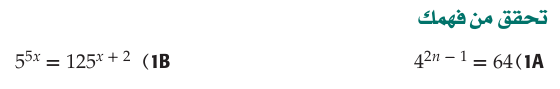 تحقق من فهمك
4^{2n − 1} = 64 (1A
5^{5x} = 125^{x + 2} (1B